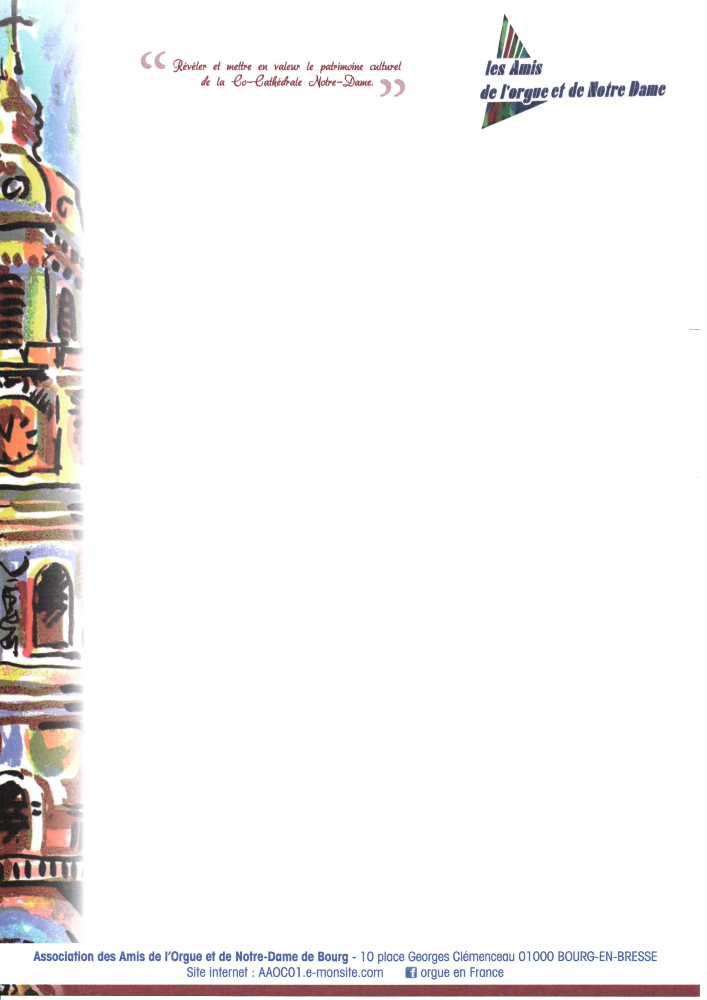 Révéler et mettre en valeur le patrimoine culturel
de la Co-Cathédrale Notre-Dame.
les Amis
de l'orgue et de Notre Dame
Association des Amis de l'Orgue et de Notre-Dame de Bourg - 10 place Georges Clémenceau 01000 BOURG-EN-BRESSE
Site internet : AAOC01.e-monsite.com f orgue en France